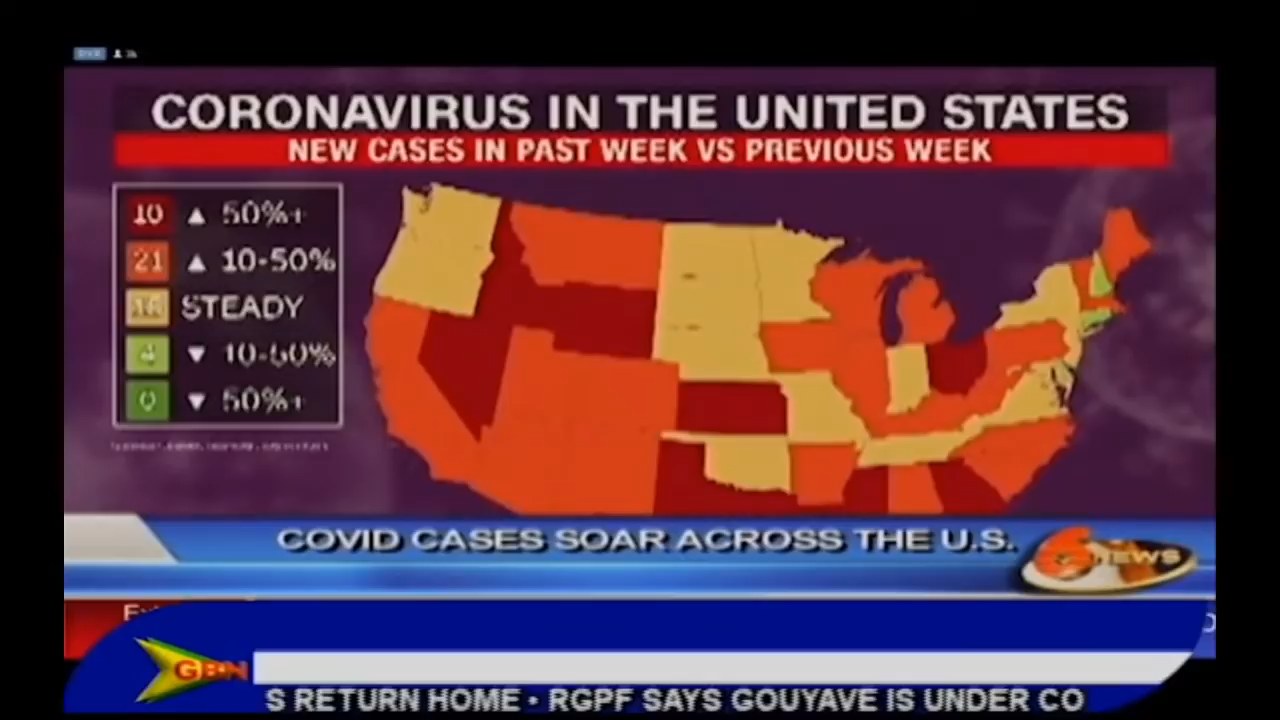 CORONAVIRUS IN THE UNITED STATES
NEW CASES IN PAST WEEK VS PREVIOUS WEEK
10 ▲ 50%+
21 ▲ 10-50%
STEADY
4 ▼ 10-50%
0 ▼ 50%+
COVID CASES SOAR ACROSS THE U.S.
6 NEWS
GBN
S RETURN HOME • RGPF SAYS GOUYAVE IS UNDER CO